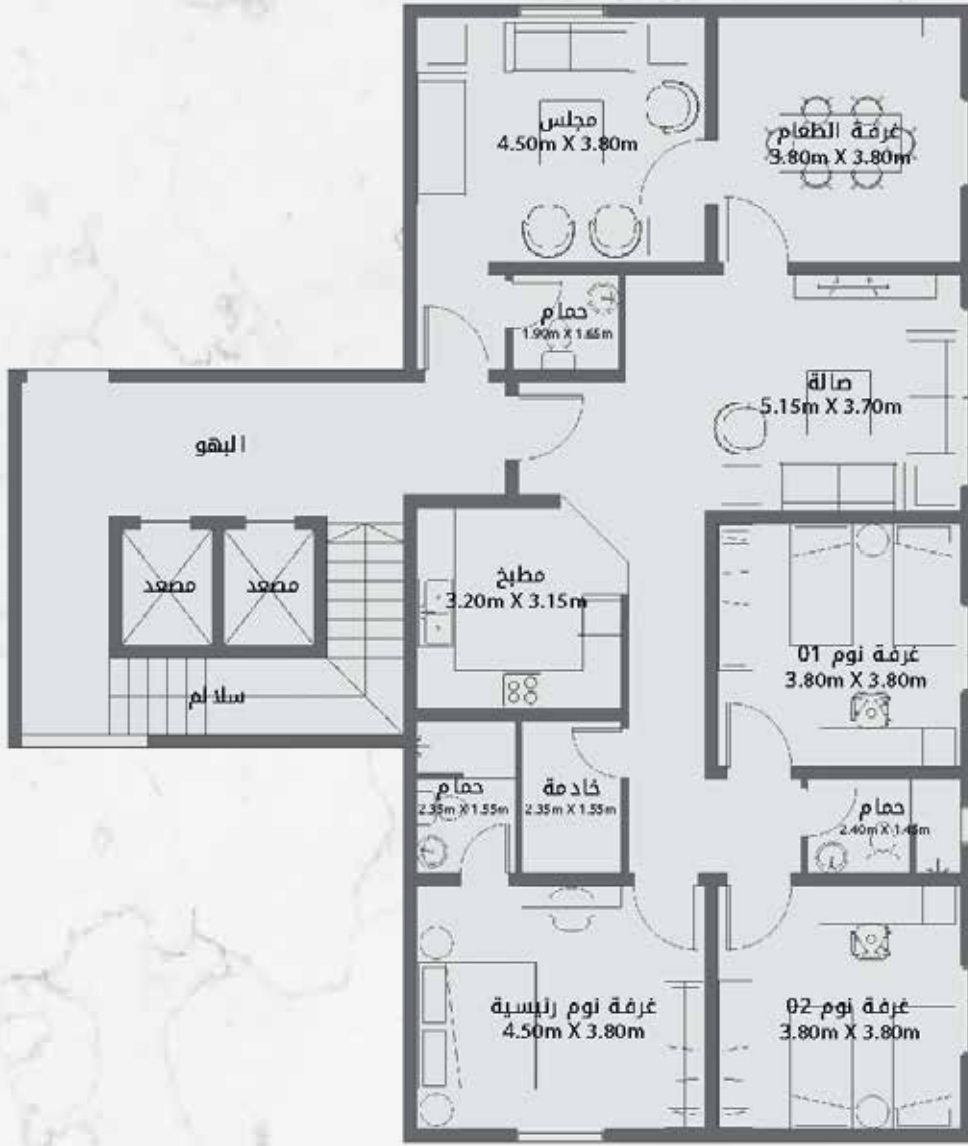 مجلس
4.50m X 3.80m
غرفة الطعام
3.80m X 3.80m
حمام
1.90m X 1.65m
صالة
5.15m X 3.70m
البهو
مصعد
مصعد
سلالم
مطبخ
3.20m X 3.15m
غرفة نوم 01
3.80m X 3.80m
حمام
2.35m X 1.55m
خادمة
2.35m X 1.55m
حمام
2.40m X 1.45m
غرفة نوم رئيسية
4.50m X 3.80m
غرفة نوم 02
3.80m X 3.80m